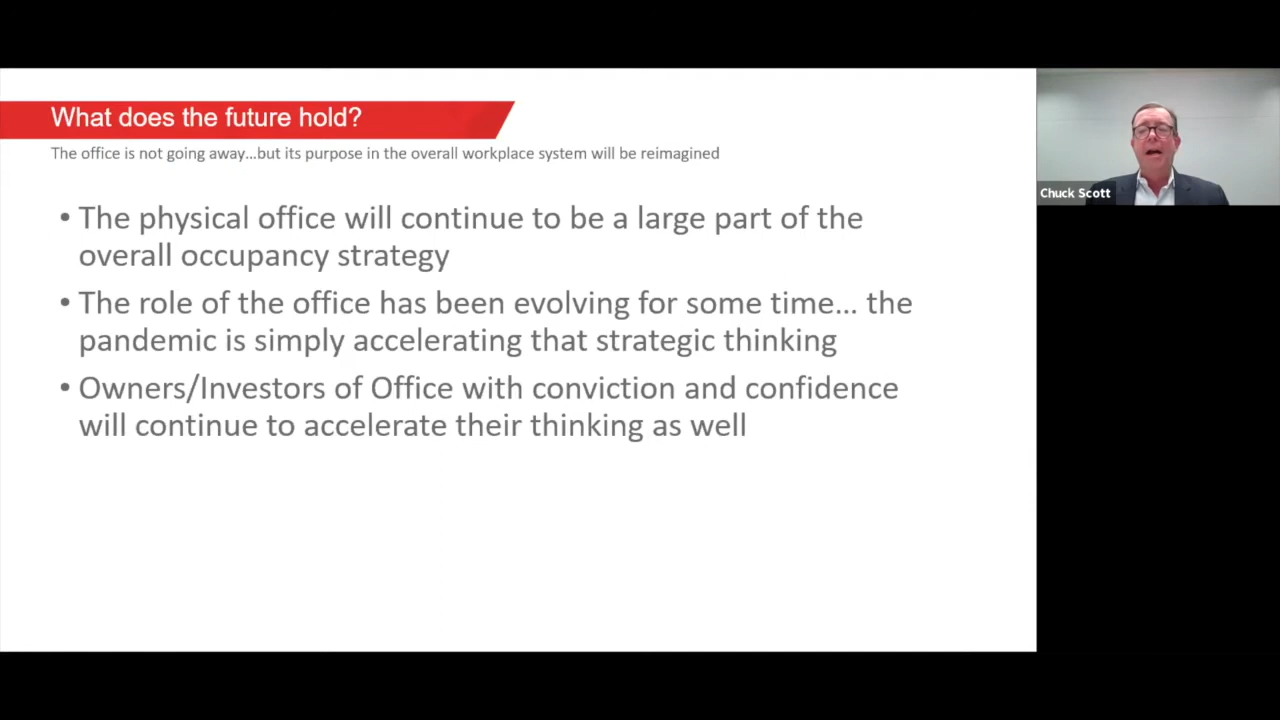 What does the future hold?
The office is not going away...but its purpose in the overall workplace system will be reimagined
• The physical office will continue to be a large part of the
overall occupancy strategy
• The role of the office has been evolving for some time... the
pandemic is simply accelerating that strategic thinking
• Owners/Investors of Office with conviction and confidence
will continue to accelerate their thinking as well
Chuck Scott